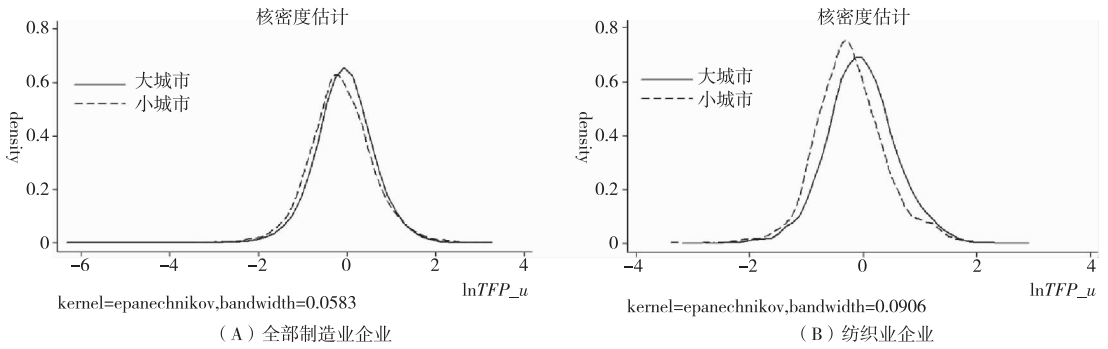 核密度估计
0.8
0.6
0.4
0.2
0
density
大城市
小城市
-6 -4 -2 0 2 4
lnTFP_u
kernel=epanechnikov,bandwidth=0.0583
（A）全部制造业企业
核密度估计
0.8
0.6
0.4
0.2
0
density
大城市
小城市
-4 -2 0 2 4
lnTFP_u
kernel=epanechnikov,bandwidth=0.0906
（B）纺织业企业